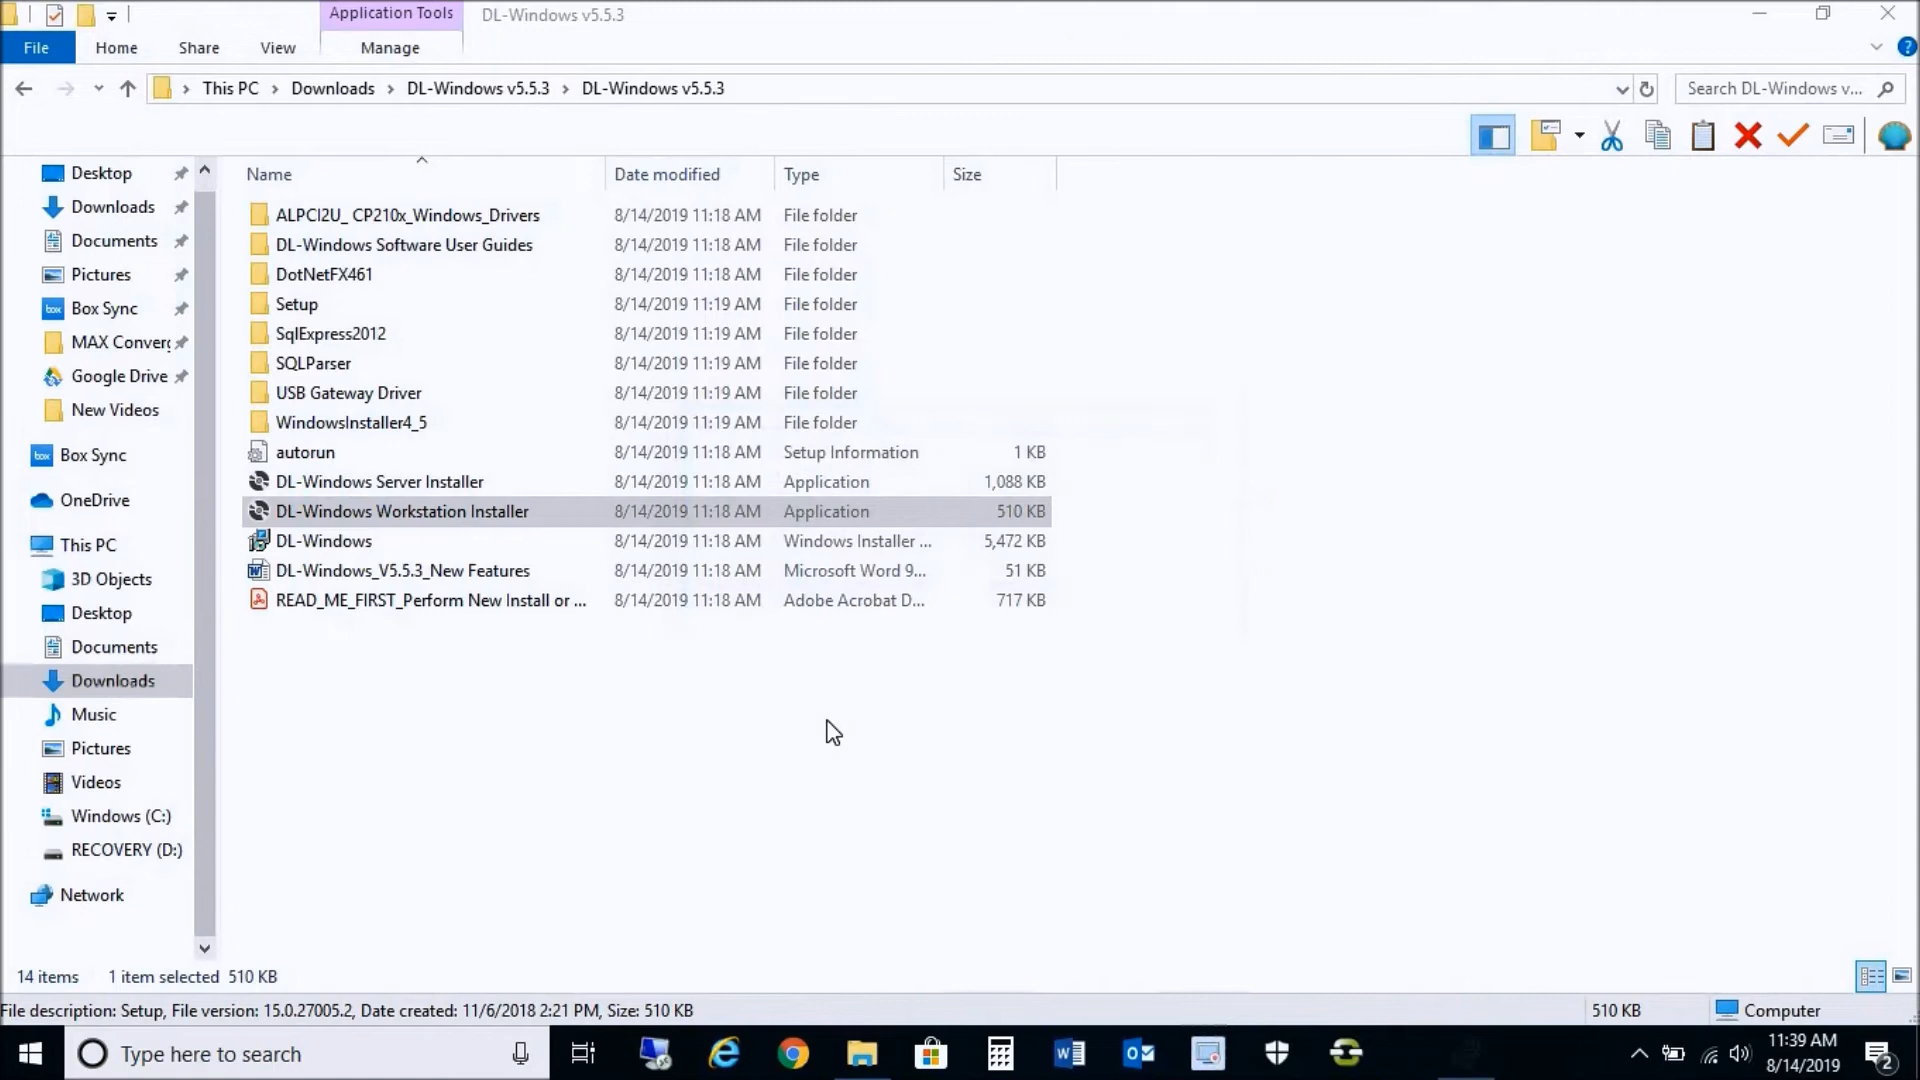 Application Tools
DL-Windows v5.5.3
File
Home
Share
View
Manage
This PC
Downloads
DL-Windows v5.5.3
DL-Windows v5.5.3
Search DL-Windows v...
Name
Date modified
Type
Size
Desktop
Downloads
Documents
Pictures
Box Sync
MAX Converg
Google Drive
New Videos
Box Sync
OneDrive
This PC
3D Objects
Desktop
Documents
Downloads
Music
Pictures
Videos
Windows (C:)
RECOVERY (D:)
Network
ALPCI2U_ CP210x_Windows_Drivers 8/14/2019 11:18 AM File folder
DL-Windows Software User Guides 8/14/2019 11:18 AM File folder
DotNetFX461 8/14/2019 11:18 AM File folder
Setup 8/14/2019 11:19 AM File folder
SqlExpress2012 8/14/2019 11:19 AM File folder
SQLParser 8/14/2019 11:19 AM File folder
USB Gateway Driver 8/14/2019 11:19 AM File folder
WindowsInstaller4_5 8/14/2019 11:19 AM File folder
autorun 8/14/2019 11:18 AM Setup Information 1 KB
DL-Windows Server Installer 8/14/2019 11:18 AM Application 1,088 KB
DL-Windows Workstation Installer 8/14/2019 11:18 AM Application 510 KB
DL-Windows 8/14/2019 11:18 AM Windows Installer ... 5,472 KB
DL-Windows_V5.5.3_New Features 8/14/2019 11:18 AM Microsoft Word 9... 51 KB
READ_ME_FIRST_Perform New Install or ... 8/14/2019 11:18 AM Adobe Acrobat D... 717 KB
14 items 1 item selected 510 KB
File description: Setup, File version: 15.0.27005.2, Date created: 11/6/2018 2:21 PM, Size: 510 KB
510 KB
Computer
Type here to search
11:39 AM
8/14/2019
2